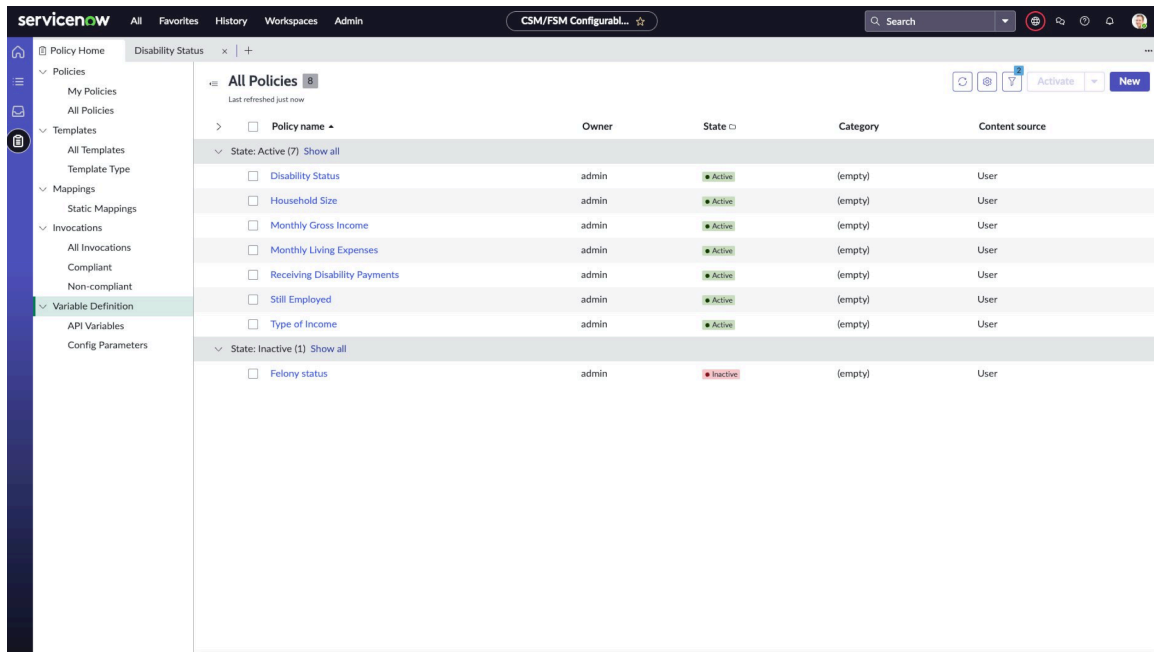 servicenow All Favorites History Workspaces Admin CSM/FSM Configurabl... Search
Policy Home Disability Status × +
Policies
My Policies
All Policies
Templates
All Templates
Template Type
Mappings
Static Mappings
Invocations
All Invocations
Compliant
Non-compliant
Variable Definition
API Variables
Config Parameters
All Policies 8
Last refreshed just now
2
Activate New
Policy name Owner State Category Content source
State: Active (7) Show all
Disability Status admin Active (empty) User
Household Size admin Active (empty) User
Monthly Gross Income admin Active (empty) User
Monthly Living Expenses admin Active (empty) User
Receiving Disability Payments admin Active (empty) User
Still Employed admin Active (empty) User
Type of Income admin Active (empty) User
State: Inactive (1) Show all
Felony status admin Inactive (empty) User